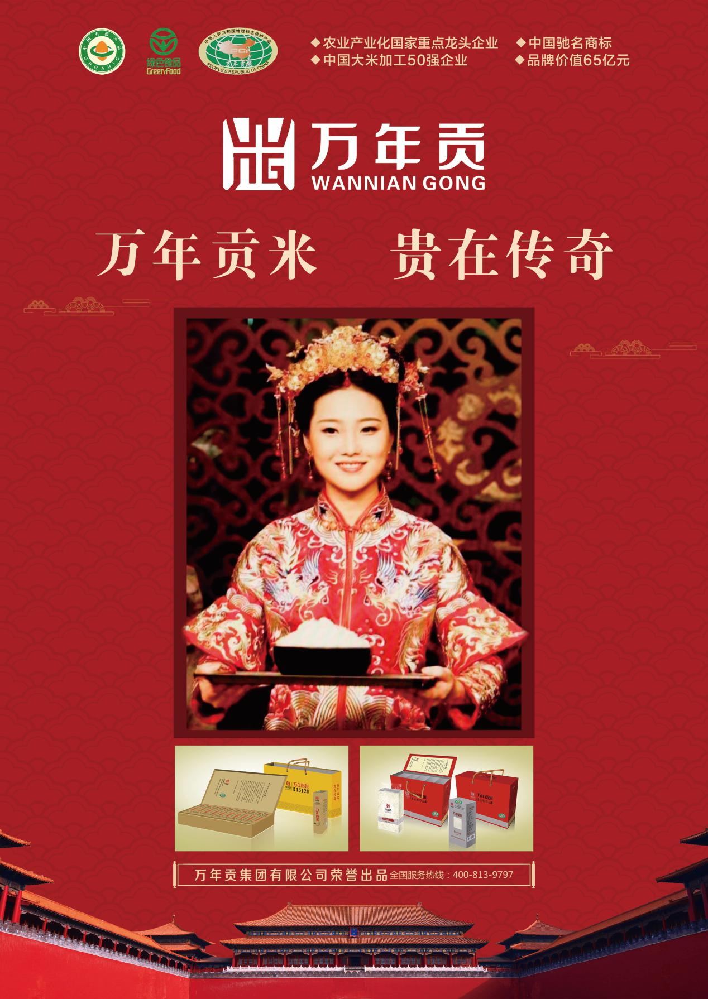 中国有机产品
ORGANIC
绿色食品
GreenFood
中华人民共和国地理标志保护产品
PGI
万年贡米
PEOPLE'S REPUBLIC OF CHINA
◆农业产业化国家重点龙头企业 ◆中国驰名商标
◆中国大米加工50强企业 ◆品牌价值65亿元
万年贡
WANNIAN GONG
万年贡米 贵在传奇
万年贡米
【1512】
万年贡米
贵在传奇
万年贡米
万年贡
万年贡米
万年贡米
万年贡米
万年贡集团有限公司荣誉出品 全国服务热线：400-813-9797